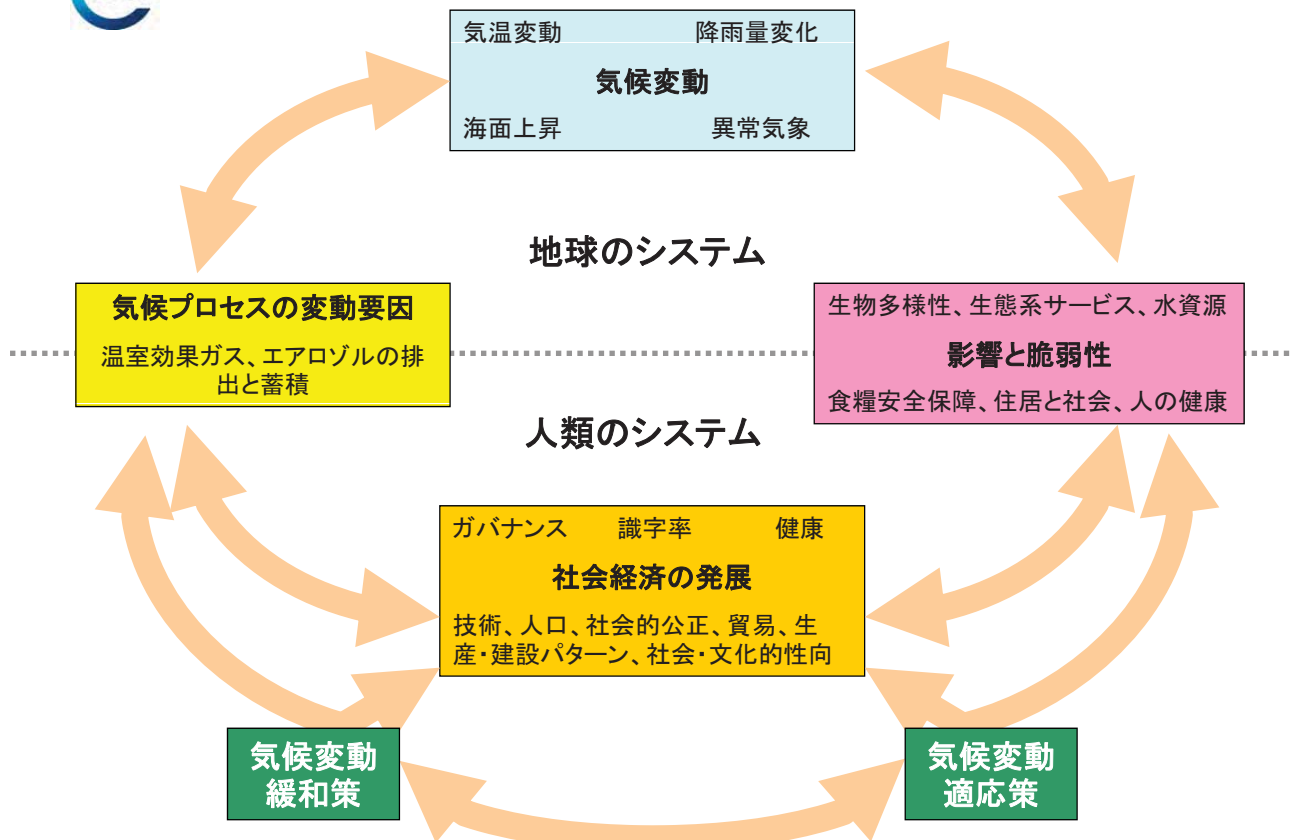 気温変動 降雨量変化
気候変動
海面上昇 異常気象
地球のシステム
気候プロセスの変動要因
温室効果ガス、エアロゾルの排
出と蓄積
生物多様性、生態系サービス、水資源
影響と脆弱性
食糧安全保障、住居と社会、人の健康
人類のシステム
ガバナンス 識字率 健康
社会経済の発展
技術、人口、社会的公正、貿易、生
産・建設パターン、社会・文化的性向
気候変動
緩和策
気候変動
適応策